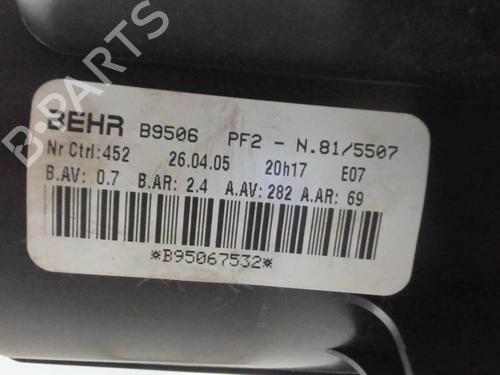 B-PARTS
BEHR B9506 PF2 - N.81/5507
Nr Ctrl:452 26.04.05 20h17 E07
B.AV: 0.7 B.AR: 2.4 A.AV: 282 A.AR: 69
*B95067532*